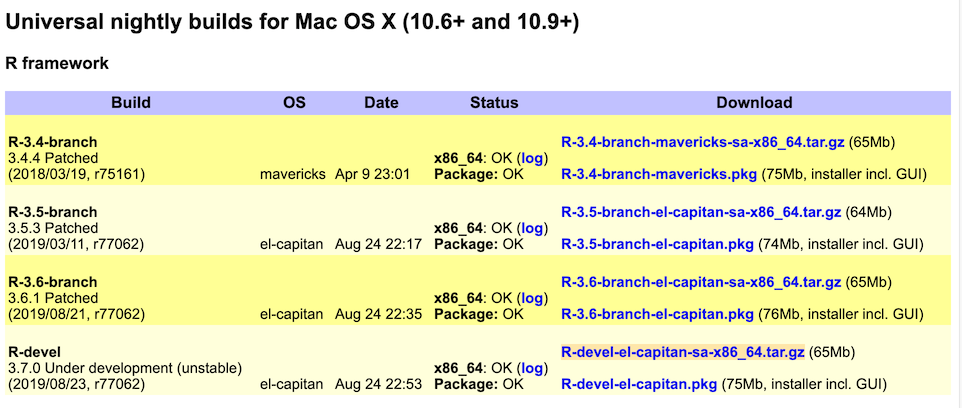 Universal nightly builds for Mac OS X (10.6+ and 10.9+)
R framework
Build OS Date Status Download
R-3.4-branch R-3.4-branch-mavericks-sa-x86_64.tar.gz (65Mb)
3.4.4 Patched x86_64: OK (log)
(2018/03/19, r75161) mavericks Apr 9 23:01 Package: OK R-3.4-branch-mavericks.pkg (75Mb, installer incl. GUI)
R-3.5-branch R-3.5-branch-el-capitan-sa-x86_64.tar.gz (64Mb)
3.5.3 Patched x86_64: OK (log)
(2019/03/11, r77062) el-capitan Aug 24 22:17 Package: OK R-3.5-branch-el-capitan.pkg (74Mb, installer incl. GUI)
R-3.6-branch R-3.6-branch-el-capitan-sa-x86_64.tar.gz (65Mb)
3.6.1 Patched x86_64: OK (log)
(2019/08/21, r77062) el-capitan Aug 24 22:35 Package: OK R-3.6-branch-el-capitan.pkg (76Mb, installer incl. GUI)
R-devel R-devel-el-capitan-sa-x86_64.tar.gz (65Mb)
3.7.0 Under development (unstable) x86_64: OK (log)
(2019/08/23, r77062) el-capitan Aug 24 22:53 Package: OK R-devel-el-capitan.pkg (75Mb, installer incl. GUI)